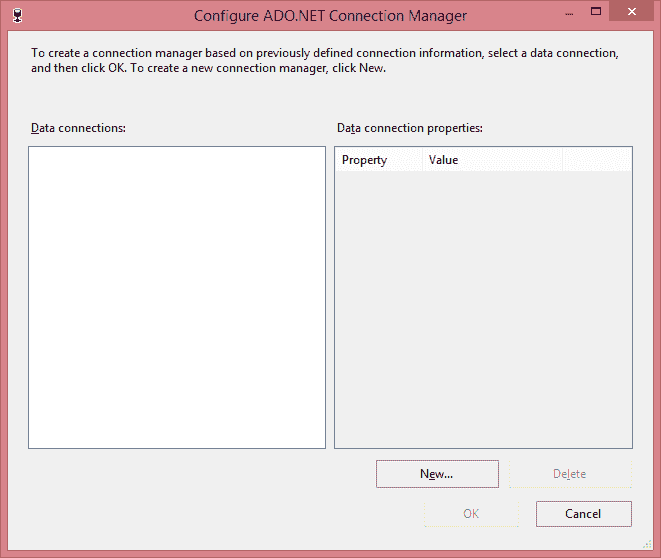 Configure ADO.NET Connection Manager
To create a connection manager based on previously defined connection information, select a data connection,
and then click OK. To create a new connection manager, click New.
Data connections:
Data connection properties:
Property Value
New... Delete
OK Cancel